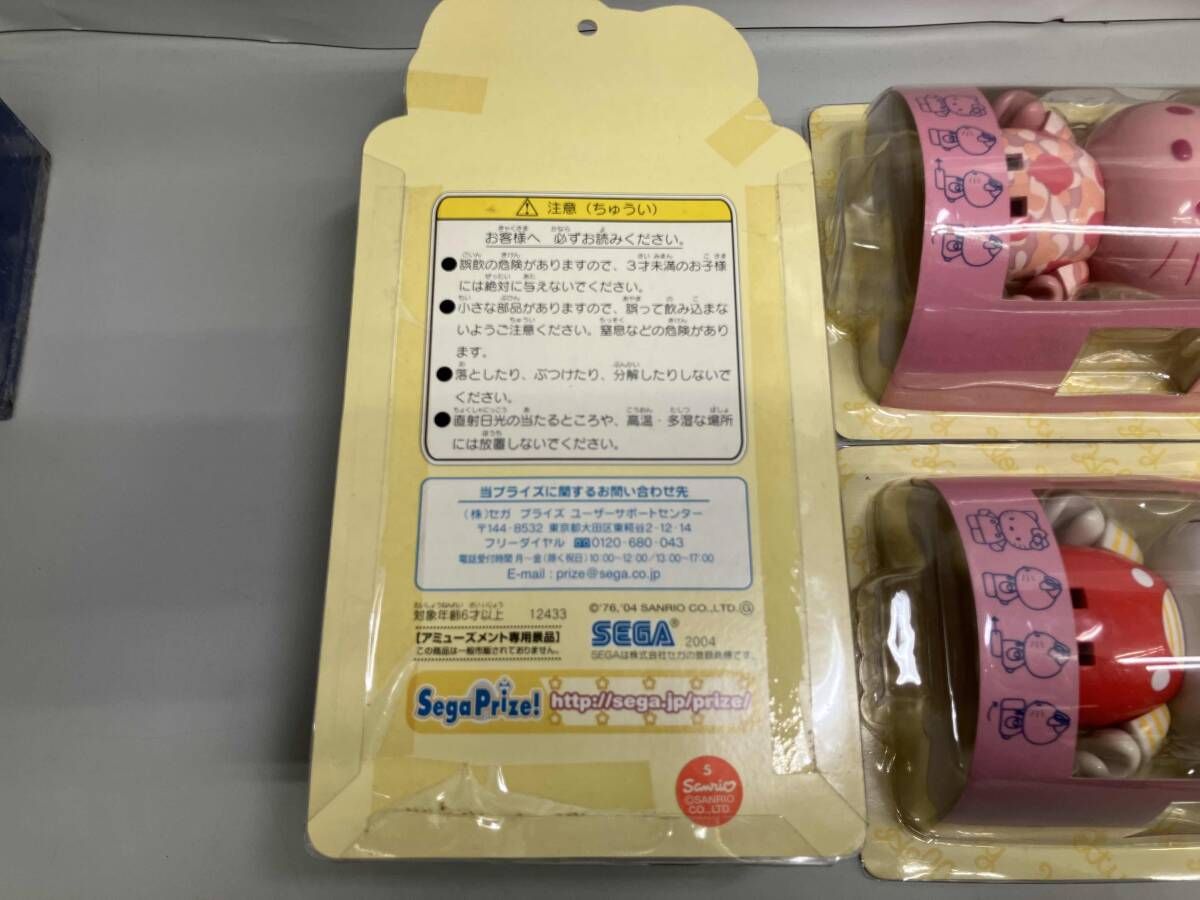 注意（ちゅうい）
お客様へ 必ずお読みください。
●誤飲の危険がありますので、3才未満のお子様
には絶対に与えないでください。
●小さな部品がありますので、誤って飲み込まな
いようご注意ください。窒息などの危険があり
ます。
●落としたり、ぶつけたり、分解したりしないで
ください。
●直射日光の当たるところや、高温・多湿な場所
には放置しないでください。
当プライズに関するお問い合わせ先
（株）セガ プライズ ユーザーサポートセンター
〒144-8532 東京都大田区東糀谷2-12-14
フリーダイヤル 0120-680-043
電話受付時間 月〜金（除く祝日）10:00〜12:00／13:00〜17:00
E-mail : prize@sega.co.jp
対象年齢6才以上 12433
【アミューズメント専用景品】
この商品は一般市販されておりません。
©'76,'04 SANRIO CO.,LTD. G
SEGA® 2004
SEGAは株式会社セガの登録商標です。
SegaPrize! http://sega.jp/prize/
S
Sanrio
©SANRIO
CO.,LTD.